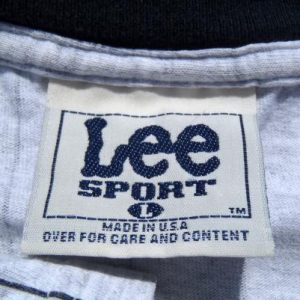 Lee
SPORT
L
TM
MADE IN U.S.A
OVER FOR CARE AND CONTENT